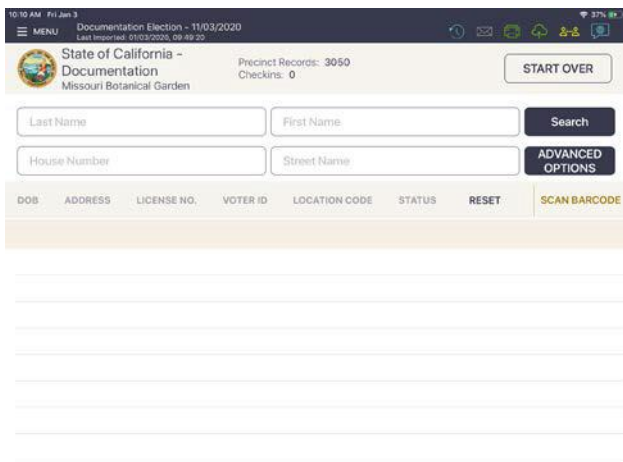 10:10 AM Fri Jan 3
37%
MENU
Documentation Election - 11/03/2020
Last Imported: 01/03/2020, 09:49:20
State of California -
Documentation
Missouri Botanical Garden
Precinct Records: 3050
Checkins: 0
START OVER
Last Name
First Name
Search
House Number
Street Name
ADVANCED
OPTIONS
DOB ADDRESS LICENSE NO. VOTER ID LOCATION CODE STATUS RESET SCAN BARCODE